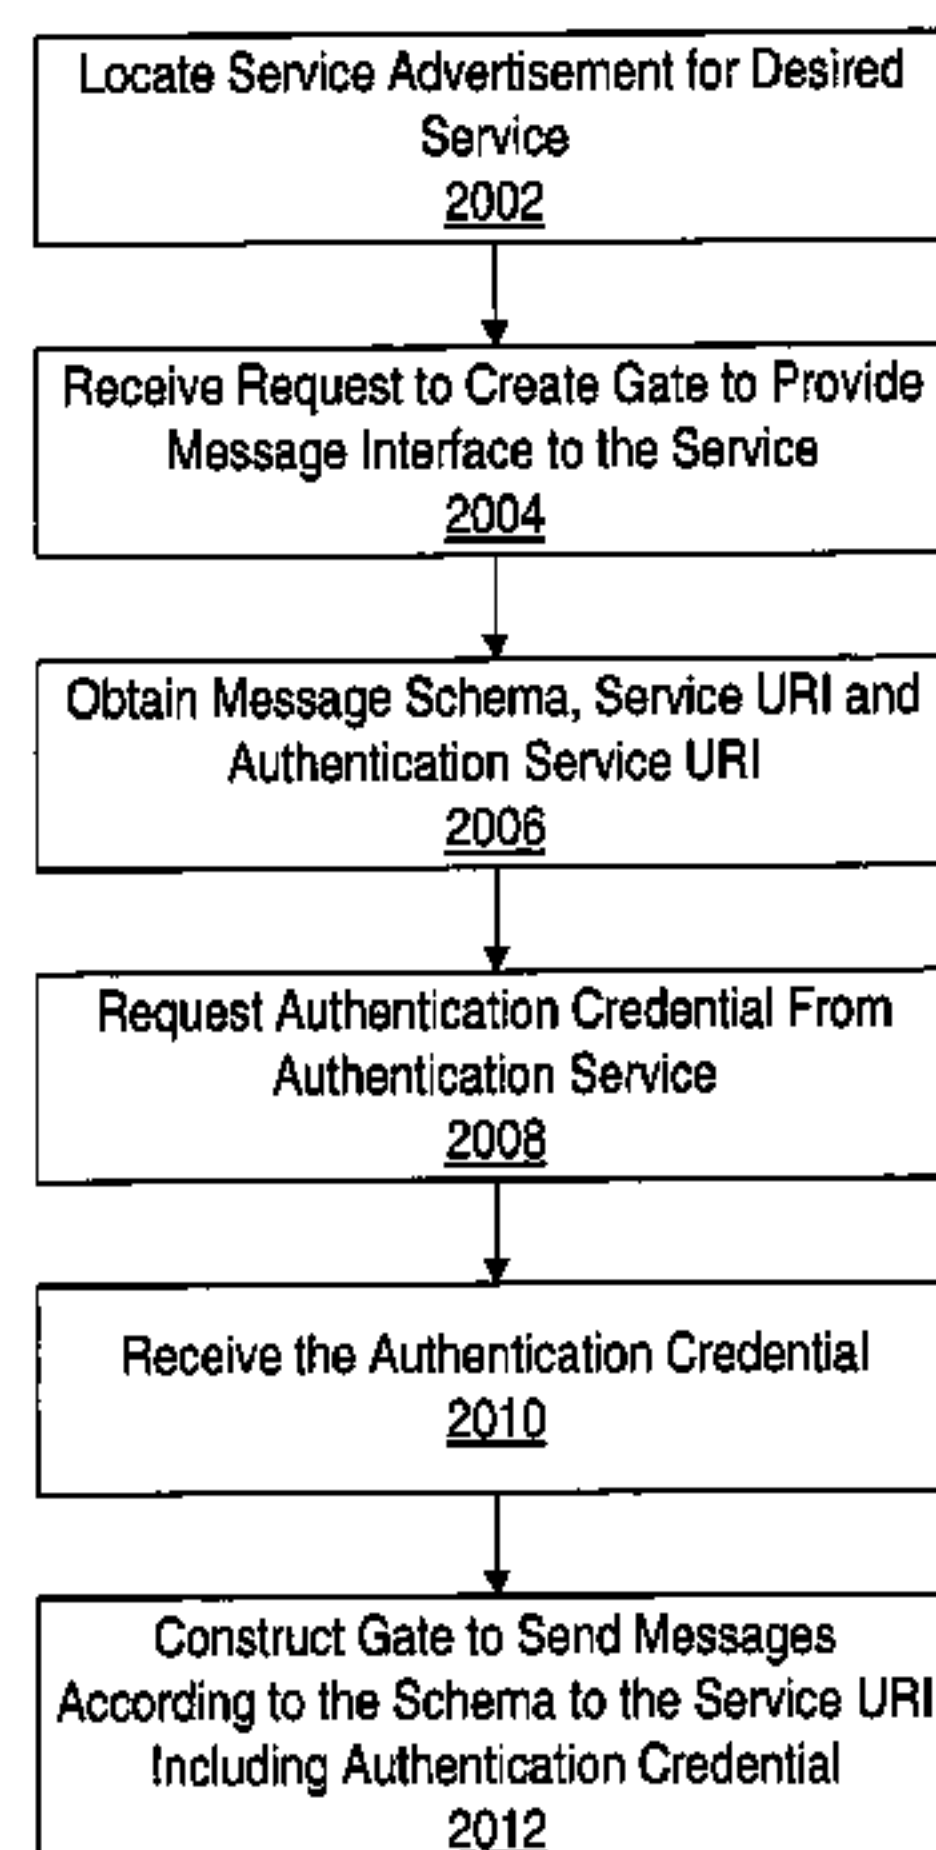 Locate Service Advertisement for Desired
Service
2002
Receive Request to Create Gate to Provide
Message Interface to the Service
2004
Obtain Message Schema, Service URI and
Authentication Service URI
2006
Request Authentication Credential From
Authentication Service
2008
Receive the Authentication Credential
2010
Construct Gate to Send Messages
According to the Schema to the Service URI
Including Authentication Credential
2012